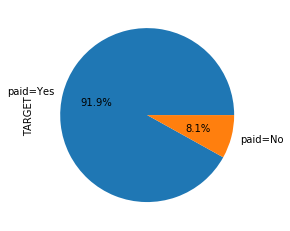 paid=Yes
TARGET
91.9%
8.1%
paid=No